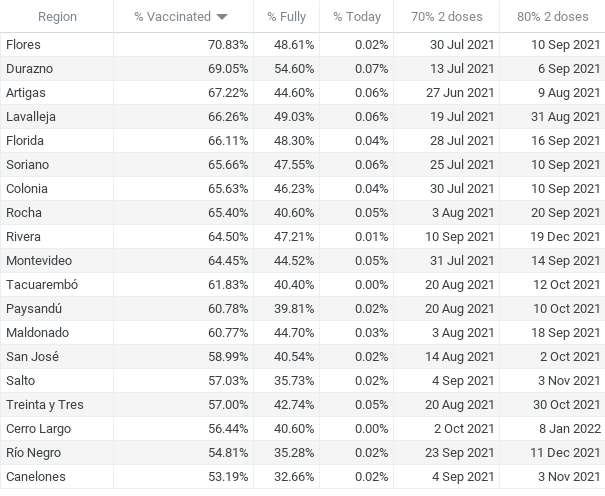 Region % Vaccinated % Fully % Today 70% 2 doses 80% 2 doses
Flores 70.83% 48.61% 0.02% 30 Jul 2021 10 Sep 2021
Durazno 69.05% 54.60% 0.07% 13 Jul 2021 6 Sep 2021
Artigas 67.22% 44.60% 0.06% 27 Jun 2021 9 Aug 2021
Lavalleja 66.26% 49.03% 0.06% 19 Jul 2021 31 Aug 2021
Florida 66.11% 48.30% 0.04% 28 Jul 2021 16 Sep 2021
Soriano 65.66% 47.55% 0.06% 25 Jul 2021 10 Sep 2021
Colonia 65.63% 46.23% 0.04% 30 Jul 2021 10 Sep 2021
Rocha 65.40% 40.60% 0.05% 3 Aug 2021 20 Sep 2021
Rivera 64.50% 47.21% 0.01% 10 Sep 2021 19 Dec 2021
Montevideo 64.45% 44.52% 0.05% 31 Jul 2021 14 Sep 2021
Tacuarembó 61.83% 40.40% 0.00% 20 Aug 2021 12 Oct 2021
Paysandú 60.78% 39.81% 0.02% 20 Aug 2021 10 Oct 2021
Maldonado 60.77% 44.70% 0.03% 3 Aug 2021 18 Sep 2021
San José 58.99% 40.54% 0.02% 14 Aug 2021 2 Oct 2021
Salto 57.03% 35.73% 0.02% 4 Sep 2021 3 Nov 2021
Treinta y Tres 57.00% 42.74% 0.05% 20 Aug 2021 30 Oct 2021
Cerro Largo 56.44% 40.60% 0.00% 2 Oct 2021 8 Jan 2022
Río Negro 54.81% 35.28% 0.02% 23 Sep 2021 11 Dec 2021
Canelones 53.19% 32.66% 0.02% 4 Sep 2021 3 Nov 2021